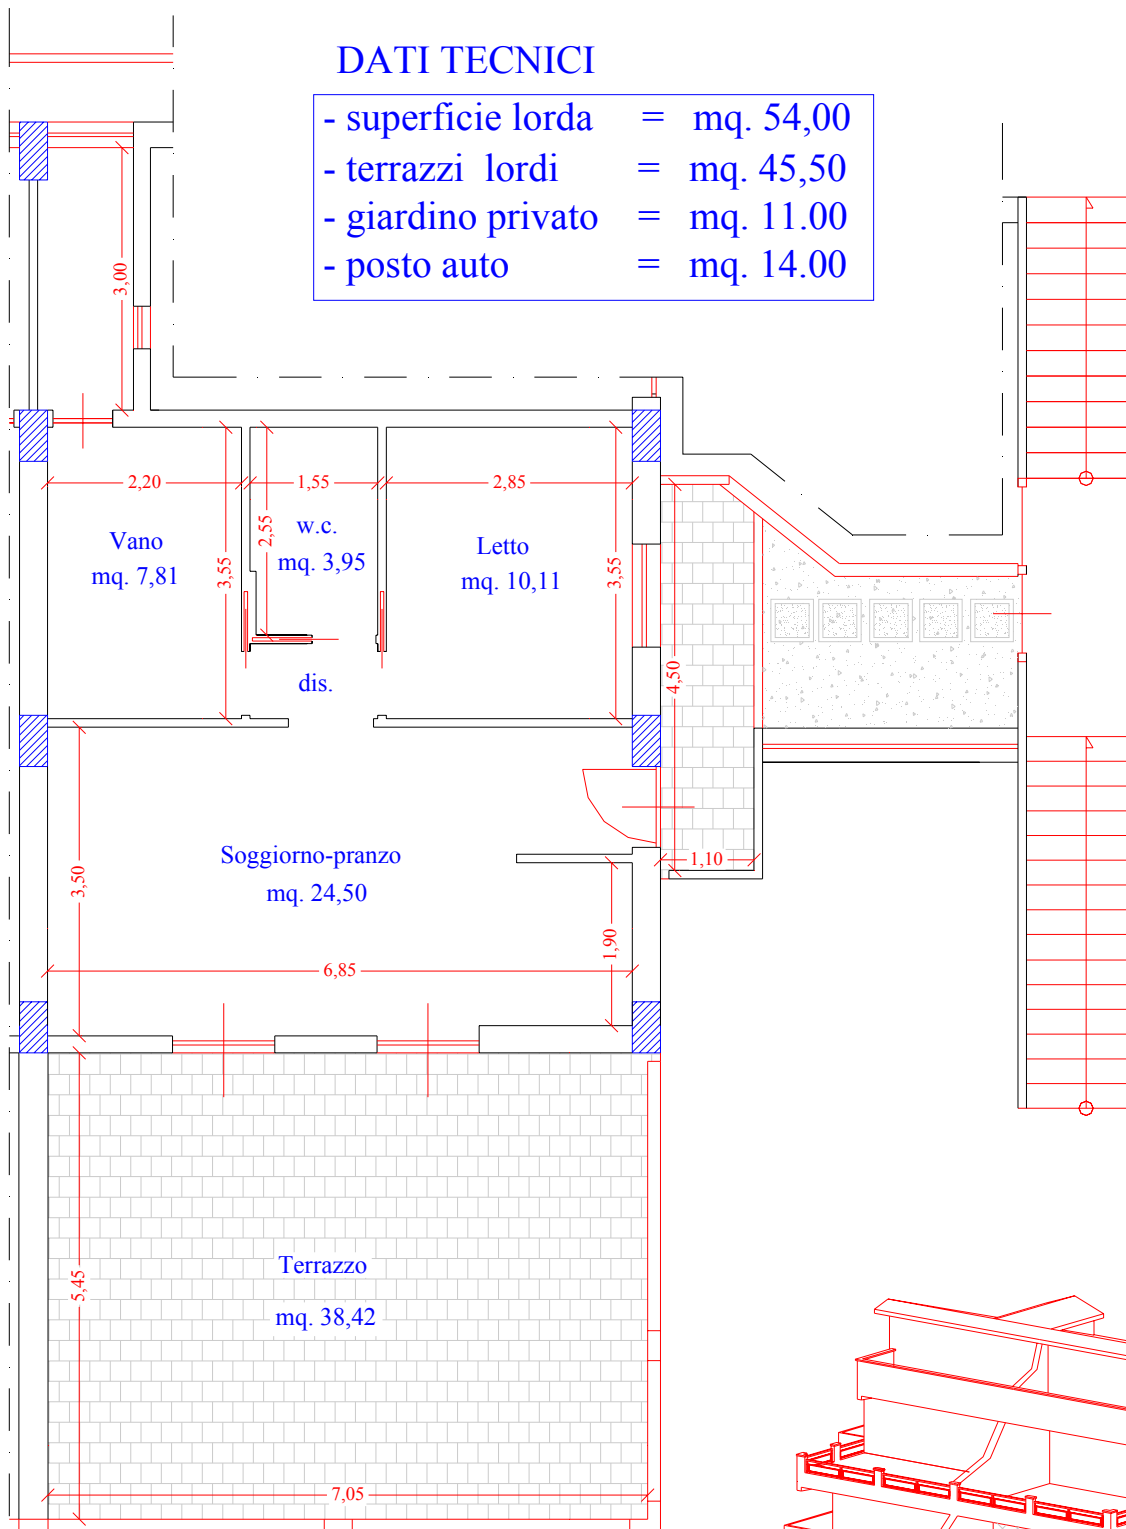 DATI TECNICI
- superficie lorda = mq. 54,00
- terrazzi lordi = mq. 45,50
- giardino privato = mq. 11.00
- posto auto = mq. 14.00
3,00
2,20
1,55
2,85
Vano
mq. 7,81
3,55
2,55
w.c.
mq. 3,95
Letto
mq. 10,11
3,55
4,50
dis.
3,50
Soggiorno-pranzo
mq. 24,50
1,10
1,90
6,85
5,45
Terrazzo
mq. 38,42
7,05